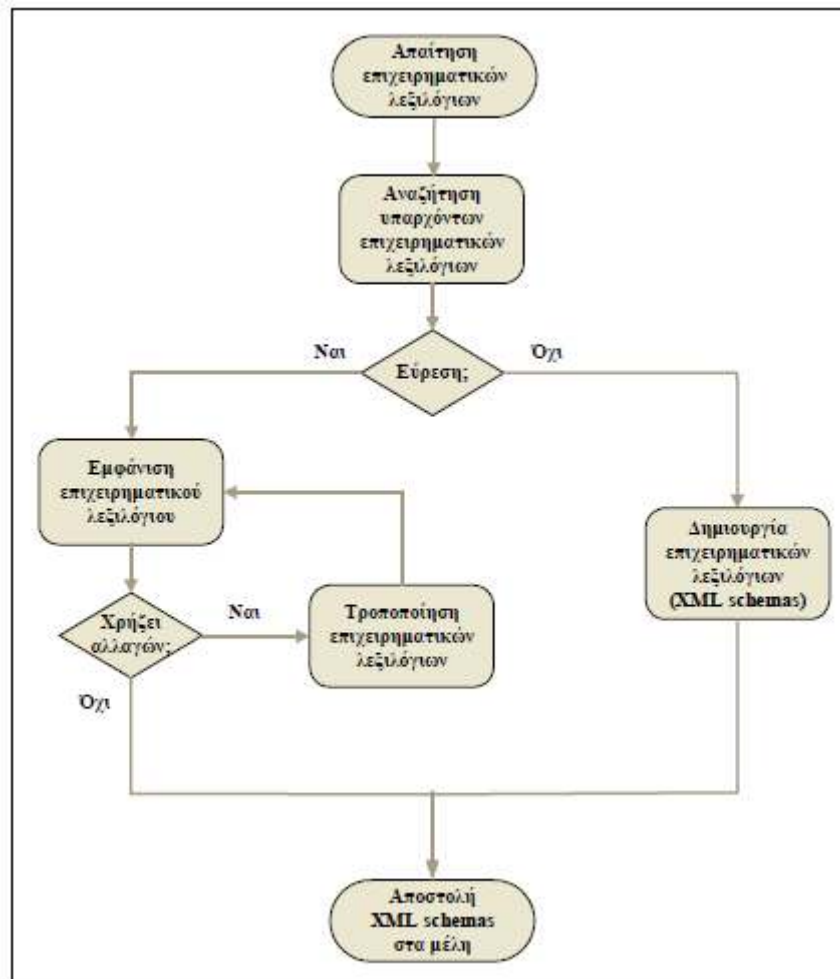 Απαίτηση
επιχειρηματικών
λεξιλόγιων
Αναζήτηση
υπαρχόντων
επιχειρηματικών
λεξιλόγιων
Ναι
Όχι
Εύρεση;
Εμφάνιση
επιχειρηματικού
λεξιλόγιου
Δημιουργία
επιχειρηματικών
λεξιλόγιων
(XML schemas)
Χρήζει
αλλαγών;
Ναι
Τροποποίηση
επιχειρηματικών
λεξιλόγιων
Όχι
Αποστολή
XML schemas
στα μέλη